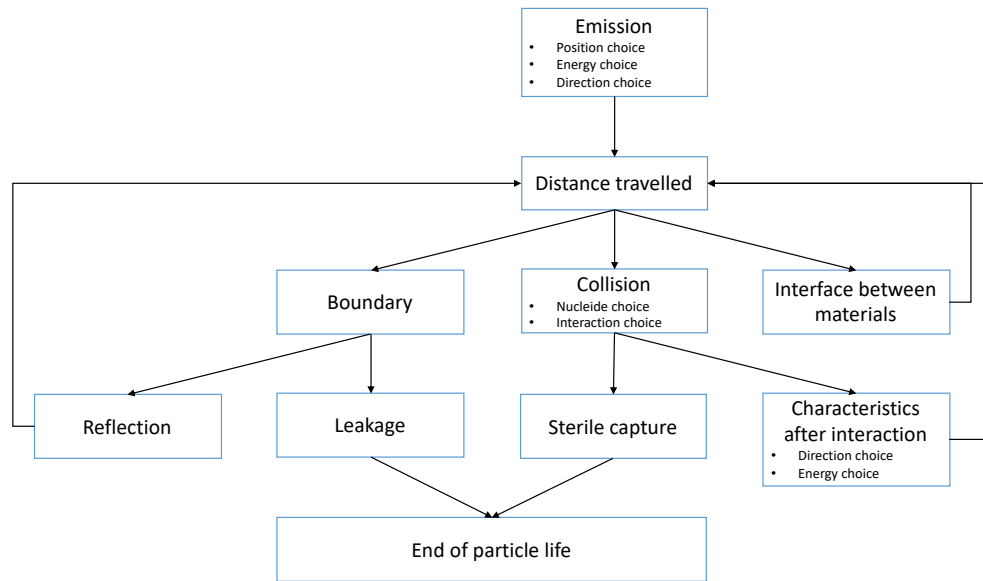 Emission
• Position choice
• Energy choice
• Direction choice
Distance travelled
Boundary
Collision
• Nucleide choice
• Interaction choice
Interface between
materials
Reflection
Leakage
Sterile capture
Characteristics
after interaction
• Direction choice
• Energy choice
End of particle life